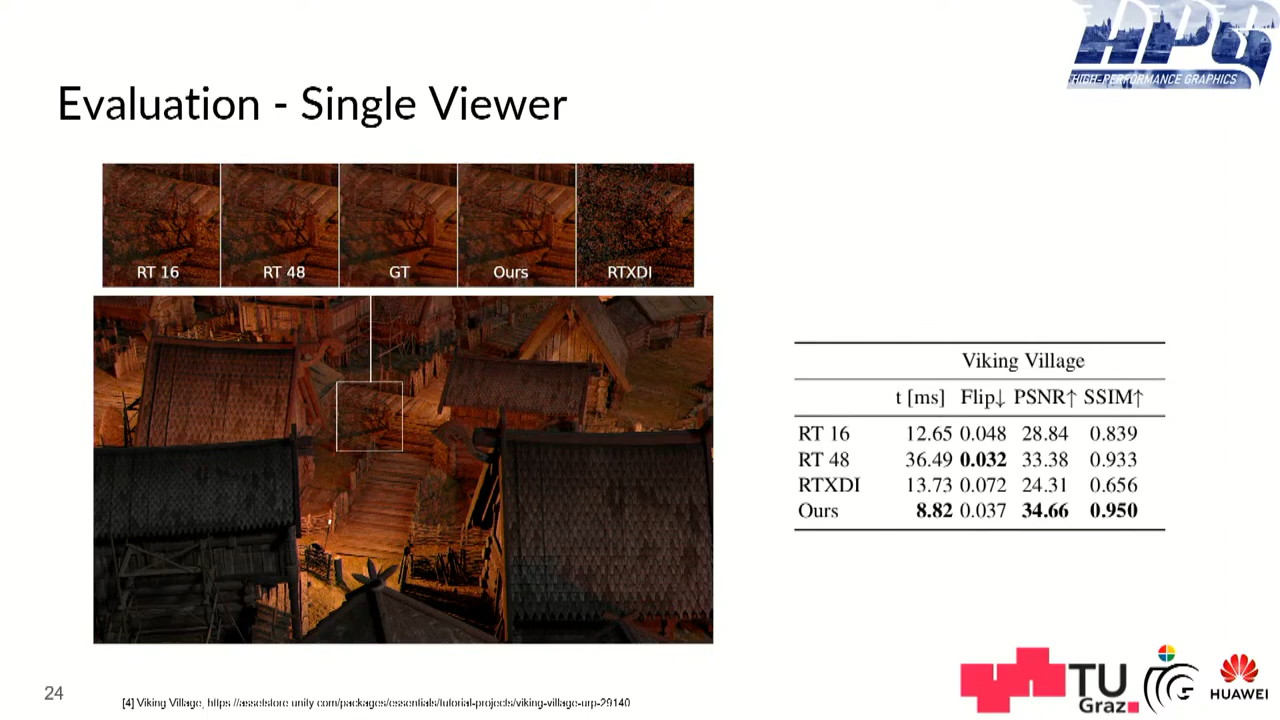 HPG
HIGH-PERFORMANCE GRAPHICS
Evaluation - Single Viewer
RT 16 RT 48 GT Ours RTXDI
Viking Village
t [ms] Flip↓ PSNR↑ SSIM↑
RT 16 12.65 0.048 28.84 0.839
RT 48 36.49 0.032 33.38 0.933
RTXDI 13.73 0.072 24.31 0.656
Ours 8.82 0.037 34.66 0.950
TU
Graz
HUAWEI
24
[4] Viking Village, https://assetstore.unity.com/packages/essentials/tutorial-projects/viking-village-urp-29140